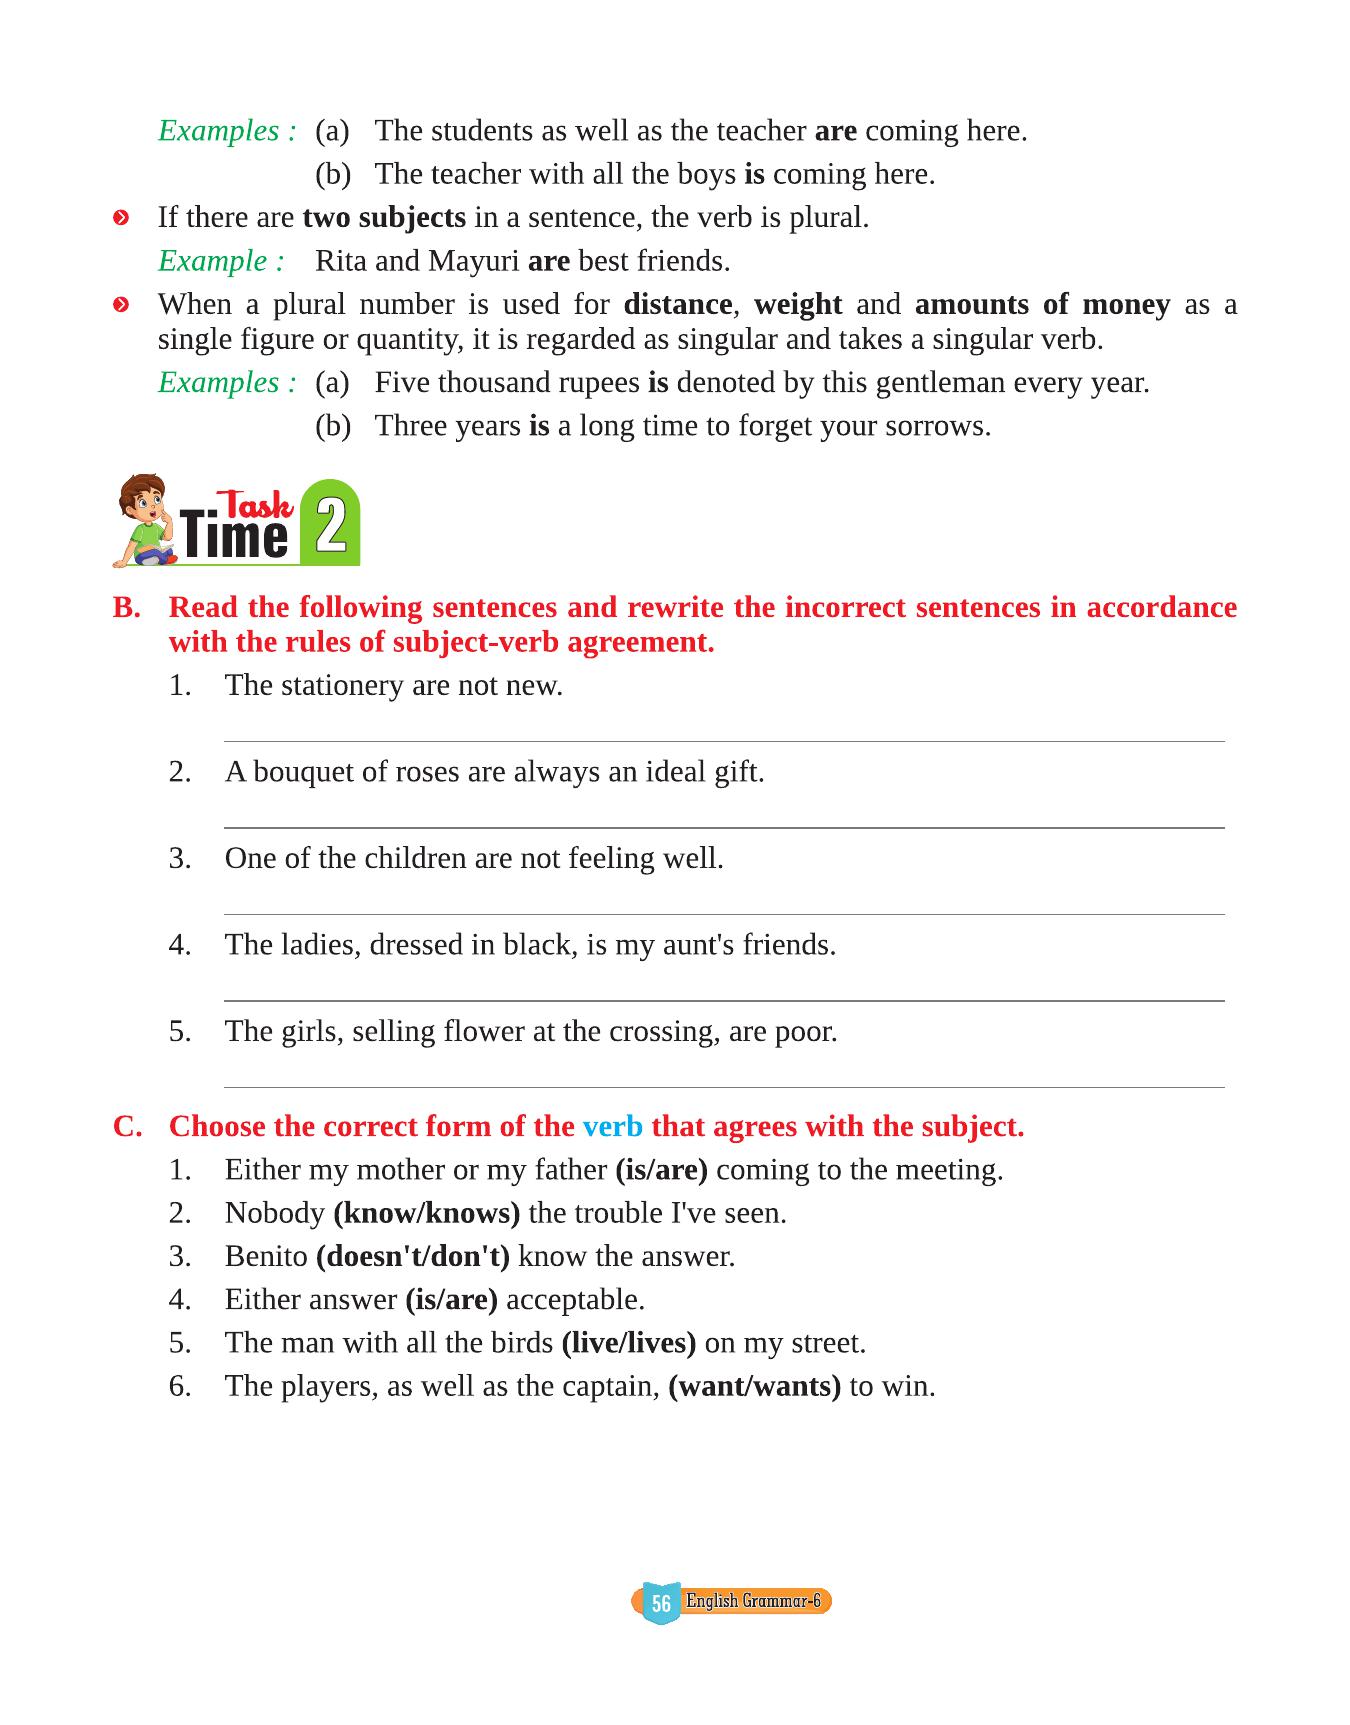 Examples : (a) The students as well as the teacher are coming here.
(b) The teacher with all the boys is coming here.
If there are two subjects in a sentence, the verb is plural.
Example : Rita and Mayuri are best friends.
When a plural number is used for distance, weight and amounts of money as a
single figure or quantity, it is regarded as singular and takes a singular verb.
Examples : (a) Five thousand rupees is denoted by this gentleman every year.
(b) Three years is a long time to forget your sorrows.
Task
Time 2
B. Read the following sentences and rewrite the incorrect sentences in accordance
with the rules of subject-verb agreement.
1. The stationery are not new.
2. A bouquet of roses are always an ideal gift.
3. One of the children are not feeling well.
4. The ladies, dressed in black, is my aunt's friends.
5. The girls, selling flower at the crossing, are poor.
C. Choose the correct form of the verb that agrees with the subject.
1. Either my mother or my father (is/are) coming to the meeting.
2. Nobody (know/knows) the trouble I've seen.
3. Benito (doesn't/don't) know the answer.
4. Either answer (is/are) acceptable.
5. The man with all the birds (live/lives) on my street.
6. The players, as well as the captain, (want/wants) to win.
56 English Grammar-6